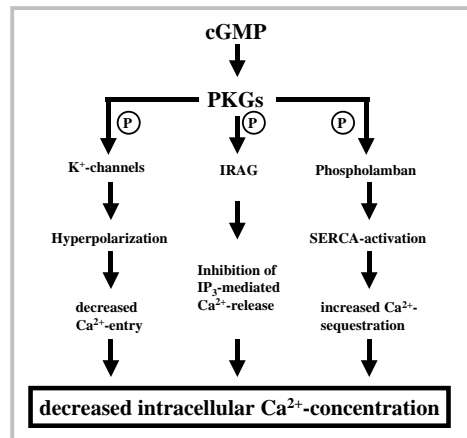 cGMP
PKGs
P P P
K⁺-channels IRAG Phospholamban
Hyperpolarization SERCA-activation
Inhibition of
IP₃-mediated
Ca²⁺-release
decreased
Ca²⁺-entry
increased Ca²⁺-
sequestration
decreased intracellular Ca²⁺-concentration